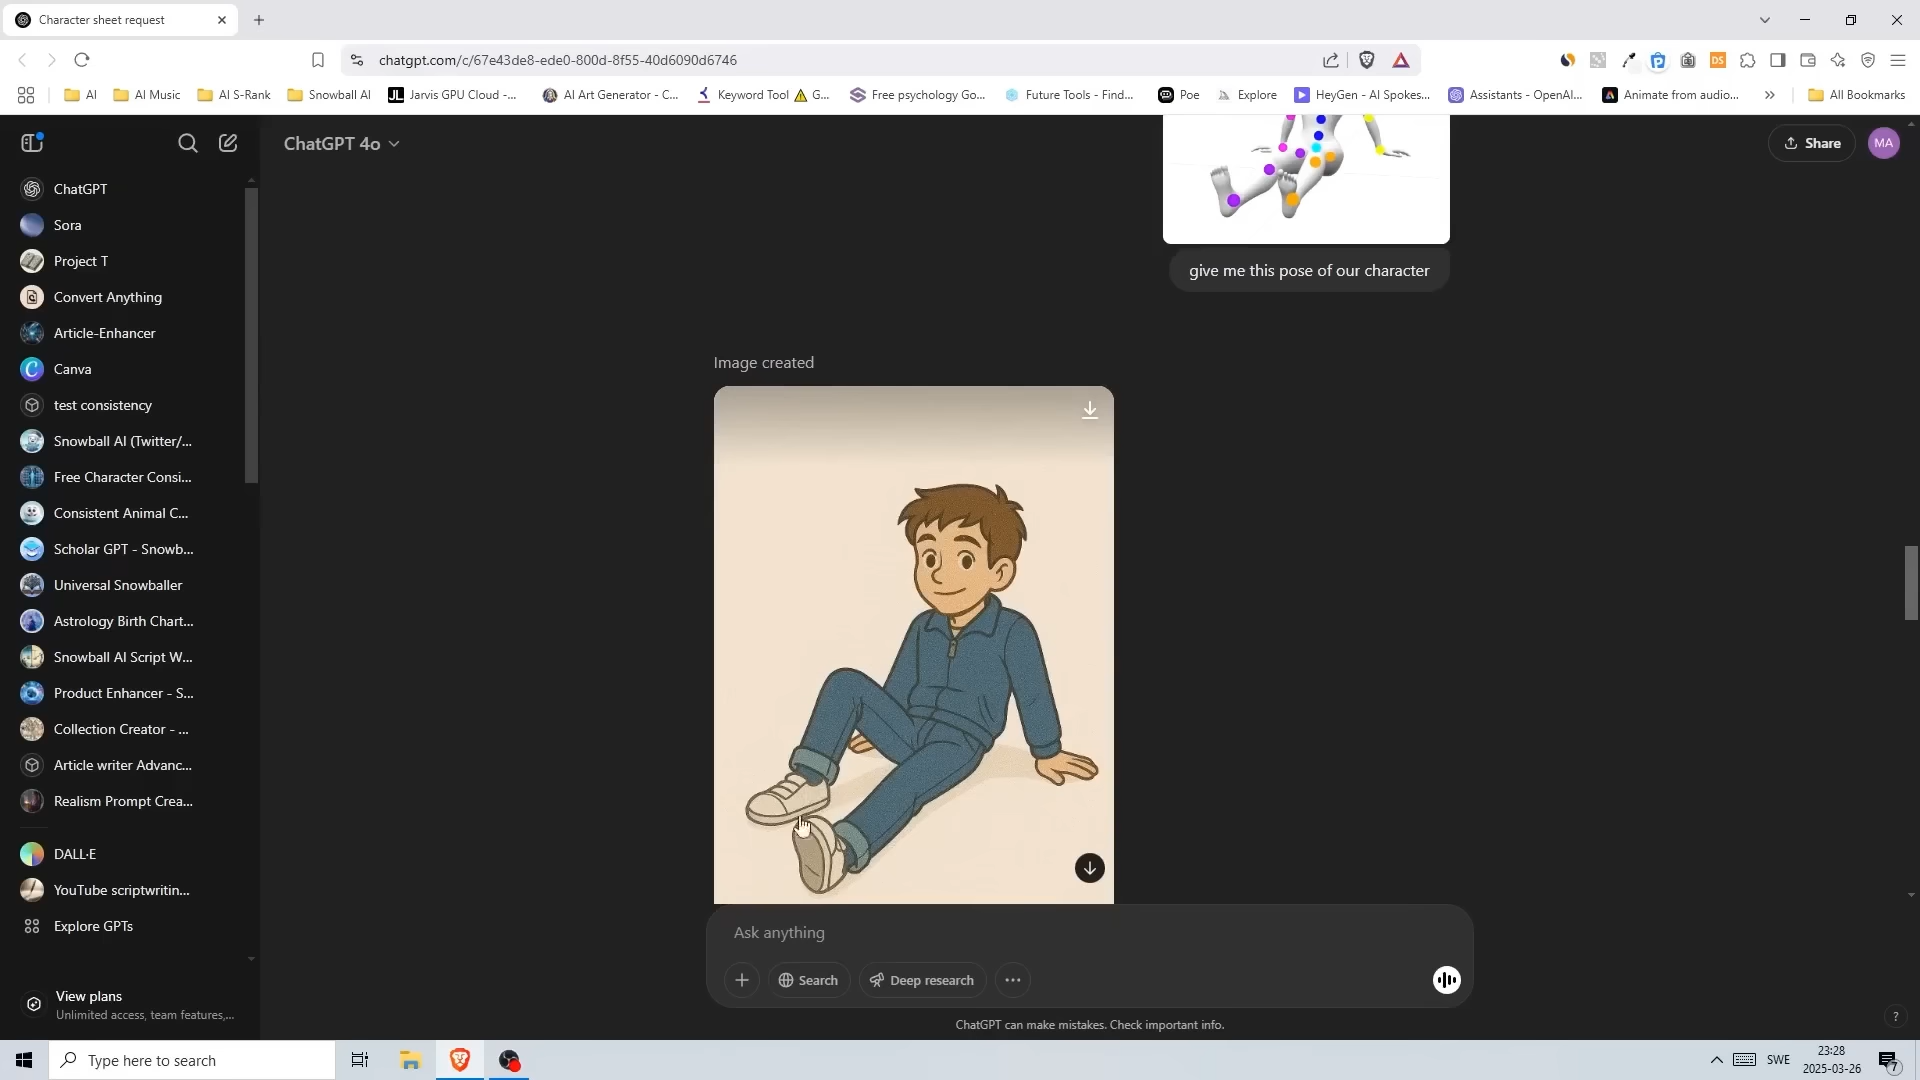 Character sheet request
chatgpt.com/c/67e43de8-ede0-800d-8f55-40d6090d6746
AI
AI Music
AI S-Rank
Snowball AI
Jarvis GPU Cloud -...
AI Art Generator - C...
Keyword Tool ⚠ G...
Free psychology Go...
Future Tools - Find...
Poe
Explore
HeyGen - AI Spokes...
Assistants - OpenAI...
Animate from audio...
All Bookmarks
ChatGPT 4o
Share
MA
ChatGPT
Sora
Project T
Convert Anything
Article-Enhancer
Canva
test consistency
Snowball AI (Twitter/...
Free Character Consi...
Consistent Animal C...
Scholar GPT - Snowb...
Universal Snowballer
Astrology Birth Chart...
Snowball AI Script W...
Product Enhancer - S...
Collection Creator - ...
Article writer Advanc...
Realism Prompt Crea...
DALL·E
YouTube scriptwritin...
Explore GPTs
View plans
Unlimited access, team features,...
give me this pose of our character
Image created
Ask anything
Search
Deep research
ChatGPT can make mistakes. Check important info.
?
Type here to search
SWE
23:28
2025-03-26
7
DS